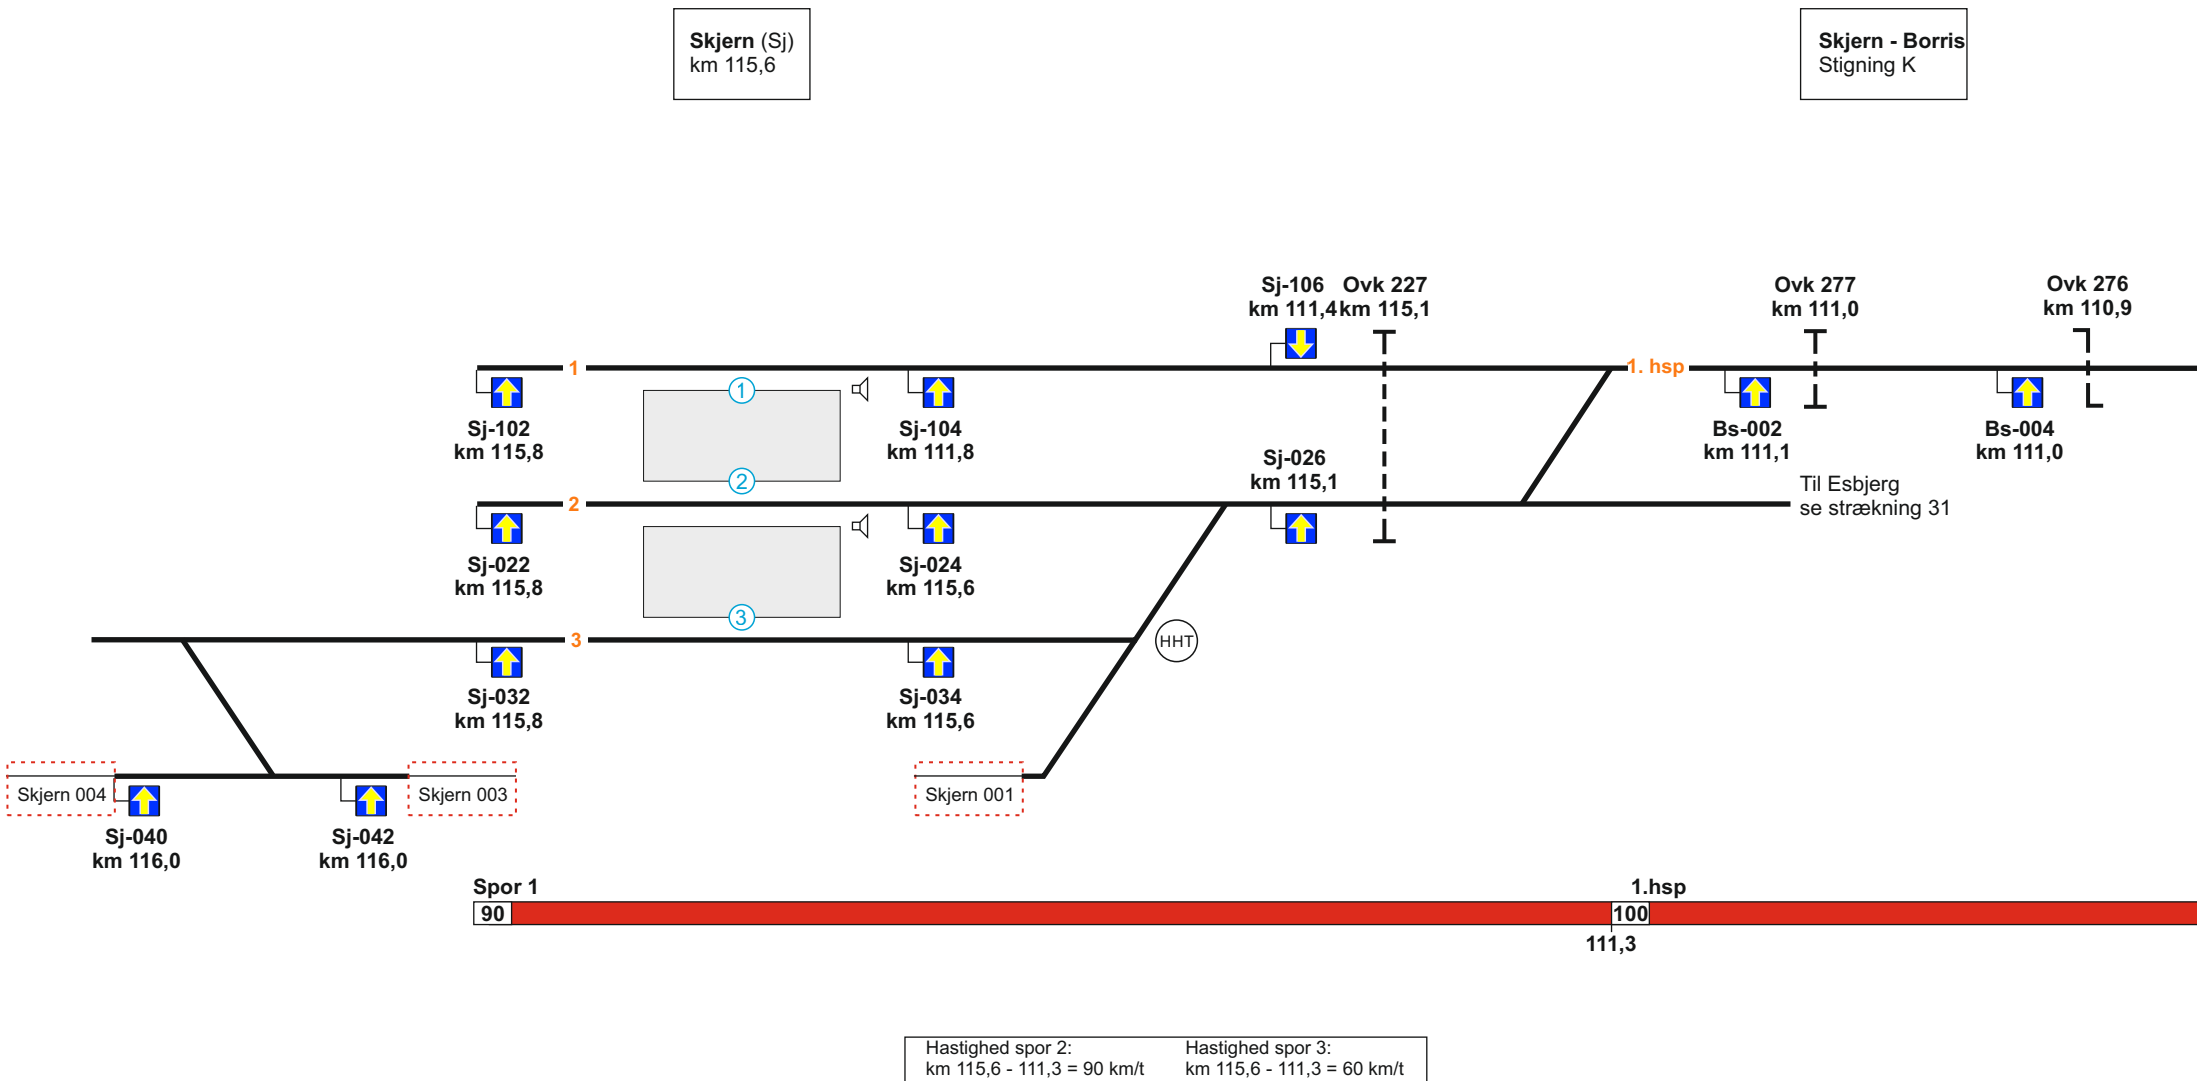 Skjern (Sj)
km 115,6
Skjern - Borris
Stigning K
Sj-106
km 111,4
Ovk 227
km 115,1
Ovk 277
km 111,0
Ovk 276
km 110,9
1
1. hsp
1
Sj-102
km 115,8
Sj-104
km 111,8
Bs-002
km 111,1
Bs-004
km 111,0
Sj-026
km 115,1
2
2
Til Esbjerg
se strækning 31
Sj-022
km 115,8
Sj-024
km 115,6
3
3
HHT
Sj-032
km 115,8
Sj-034
km 115,6
Skjern 004
Skjern 003
Skjern 001
Sj-040
km 116,0
Sj-042
km 116,0
Spor 1
1.hsp
90
100
111,3
Hastighed spor 2:
km 115,6 - 111,3 = 90 km/t
Hastighed spor 3:
km 115,6 - 111,3 = 60 km/t